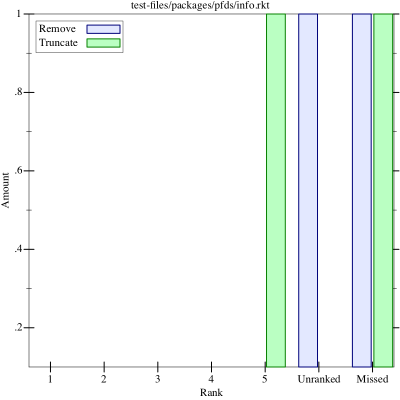 test-files/packages/pfds/info.rkt
Remove
Truncate
1
.8
.6
.4
.2
Amount
1 2 3 4 5 Unranked Missed
Rank